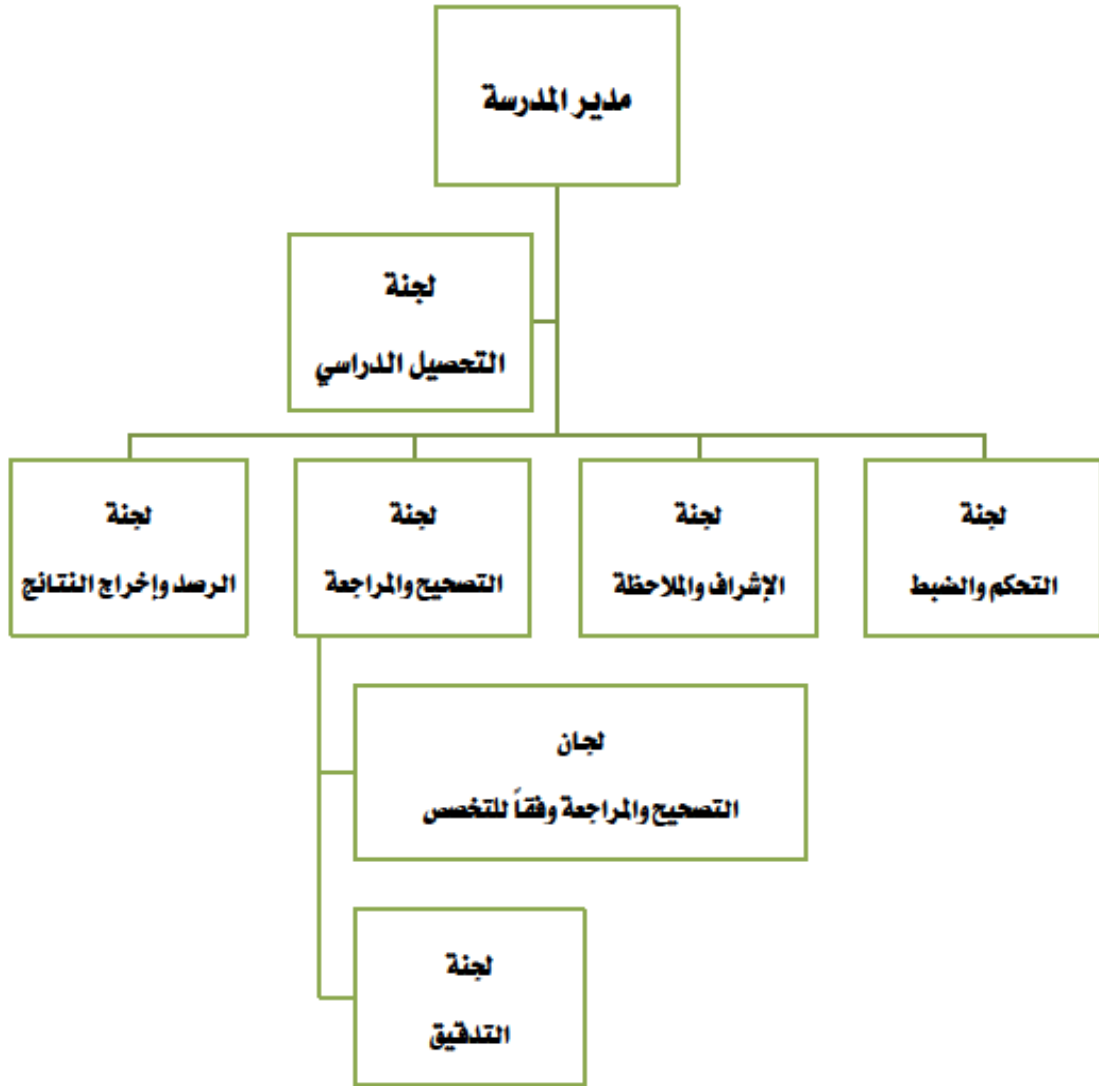 مدير المدرسة
لجنة
التحصيل الدراسي
لجنة
التحكم والضبط
لجنة
الإشراف والملاحظة
لجنة
التصحيح والمراجعة
لجنة
الرصد وإخراج النتائج
لجان
التصحيح والمراجعة وفقاً للتخصص
لجنة
التدقيق